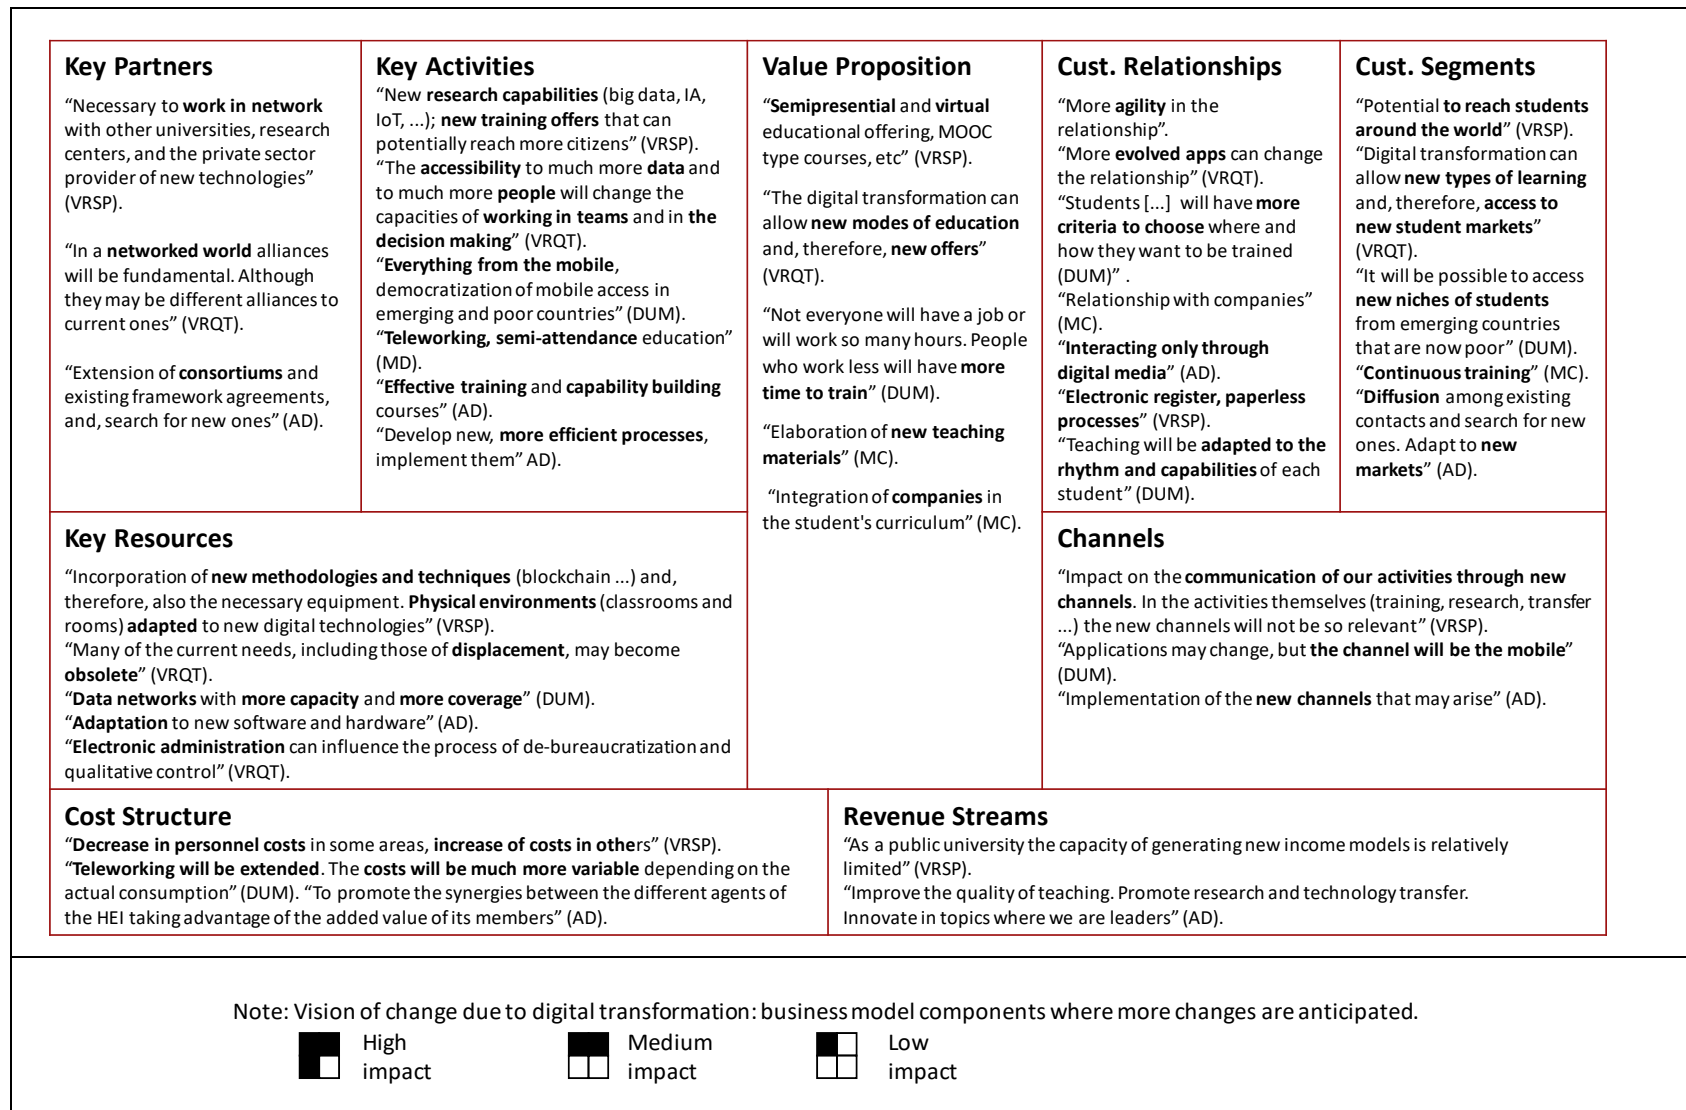 Key Partners
“Necessary to work in network
with other universities, research
centers, and the private sector
provider of new technologies”
(VRSP).
“In a networked world alliances
will be fundamental. Although
they may be different alliances to
current ones” (VRQT).
“Extension of consortiums and
existing framework agreements,
and, search for new ones” (AD).
Key Activities
“New research capabilities (big data, IA,
IoT, ...); new training offers that can
potentially reach more citizens” (VRSP).
“The accessibility to much more data and
to much more people will change the
capacities of working in teams and in the
decision making” (VRQT).
“Everything from the mobile,
democratization of mobile access in
emerging and poor countries” (DUM).
“Teleworking, semi-attendance education”
(MD).
“Effective training and capability building
courses” (AD).
“Develop new, more efficient processes,
implement them” AD).
Value Proposition
“Semipresential and virtual
educational offering, MOOC
type courses, etc” (VRSP).
“The digital transformation can
allow new modes of education
and, therefore, new offers”
(VRQT).
“Not everyone will have a job or
will work so many hours. People
who work less will have more
time to train” (DUM).
“Elaboration of new teaching
materials” (MC).
“Integration of companies in
the student's curriculum” (MC).
Cust. Relationships
“More agility in the
relationship”.
“More evolved apps can change
the relationship” (VRQT).
“Students [...] will have more
criteria to choose where and
how they want to be trained
(DUM)” .
“Relationship with companies”
(MC).
“Interacting only through
digital media” (AD).
“Electronic register, paperless
processes” (VRSP).
“Teaching will be adapted to the
rhythm and capabilities of each
student” (DUM).
Cust. Segments
“Potential to reach students
around the world” (VRSP).
“Digital transformation can
allow new types of learning
and, therefore, access to
new student markets”
(VRQT).
“It will be possible to access
new niches of students
from emerging countries
that are now poor” (DUM).
“Continuous training” (MC).
“Diffusion among existing
contacts and search for new
ones. Adapt to new
markets” (AD).
Key Resources
“Incorporation of new methodologies and techniques (blockchain ...) and,
therefore, also the necessary equipment. Physical environments (classrooms and
rooms) adapted to new digital technologies” (VRSP).
“Many of the current needs, including those of displacement, may become
obsolete” (VRQT).
“Data networks with more capacity and more coverage” (DUM).
“Adaptation to new software and hardware” (AD).
“Electronic administration can influence the process of de-bureaucratization and
qualitative control” (VRQT).
Channels
“Impact on the communication of our activities through new
channels. In the activities themselves (training, research, transfer
...) the new channels will not be so relevant” (VRSP).
“Applications may change, but the channel will be the mobile”
(DUM).
“Implementation of the new channels that may arise” (AD).
Cost Structure
“Decrease in personnel costs in some areas, increase of costs in others” (VRSP).
“Teleworking will be extended. The costs will be much more variable depending on the
actual consumption” (DUM). “To promote the synergies between the different agents of
the HEI taking advantage of the added value of its members” (AD).
Revenue Streams
“As a public university the capacity of generating new income models is relatively
limited” (VRSP).
“Improve the quality of teaching. Promote research and technology transfer.
Innovate in topics where we are leaders” (AD).
Note: Vision of change due to digital transformation: business model components where more changes are anticipated.
High
impact
Medium
impact
Low
impact